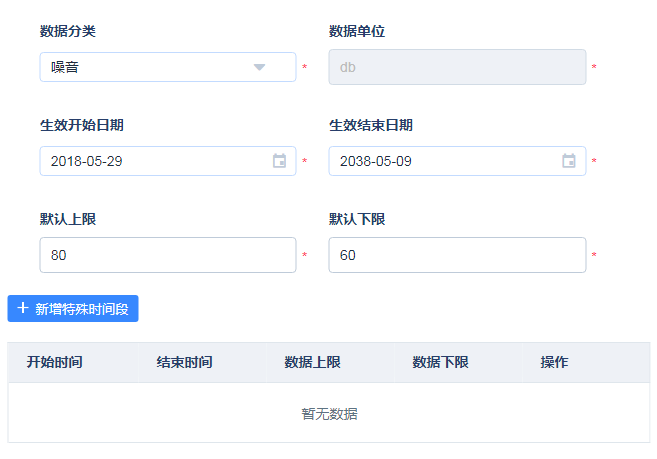 数据分类 数据单位
噪音 * db *
生效开始日期 生效结束日期
2018-05-29 * 2038-05-09 *
默认上限 默认下限
80 * 60 *
+ 新增特殊时间段
开始时间 结束时间 数据上限 数据下限 操作
暂无数据